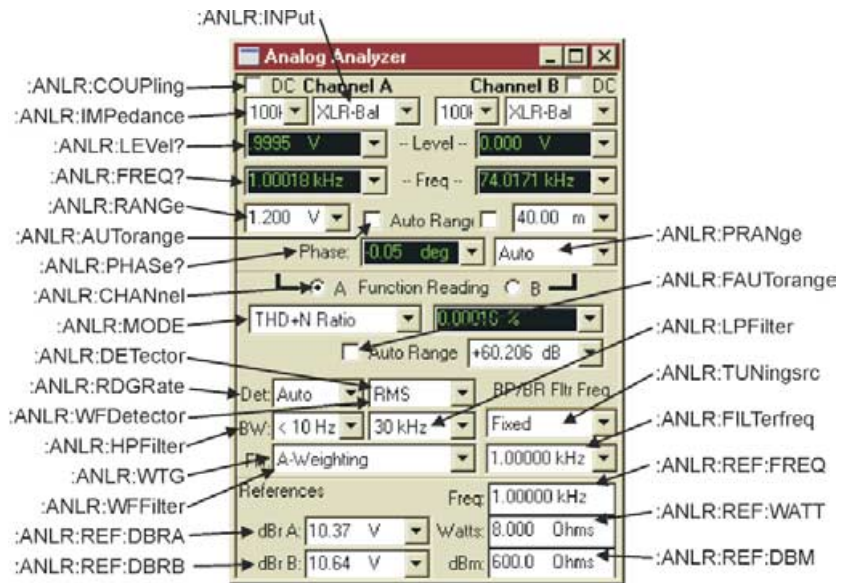 :ANLR:INPut
Analog Analyzer
:ANLR:COUPling DC Channel A Channel B DC
:ANLR:IMPedance XLR-Bal XLR-Bal
:ANLR:LEVel? .9995 V -- Level -- 0.000 V
:ANLR:FREQ? 1.00018 kHz -- Freq -- 74.0171 kHz
:ANLR:RANGe 1.200 V Auto Range 40.00 m
:ANLR:AUTorange :ANLR:PRANge
:ANLR:PHASe? Phase: -0.05 deg Auto
:ANLR:FAUTorange
:ANLR:CHANnel A Function Reading B
:ANLR:MODE THD+N Ratio 0.00016 % :ANLR:LPFilter
:ANLR:DETector Auto Range +60.206 dB
:ANLR:TUNingsrc
:ANLR:RDGRate Det: Auto RMS BP/BR Fltr Freq
:ANLR:WFDetector :ANLR:FILTerfreq
:ANLR:HPFilter BW: < 10 Hz 30 kHz Fixed
:ANLR:WTG A-Weighting 1.00000 kHz :ANLR:REF:FREQ
:ANLR:WFFilter References Freq: 1.00000 kHz :ANLR:REF:WATT
:ANLR:REF:DBRA dBr A: 10.37 V Watts: 8.000 Ohms
:ANLR:REF:DBRB dBr B: 10.64 V dBm: 600.0 Ohms :ANLR:REF:DBM